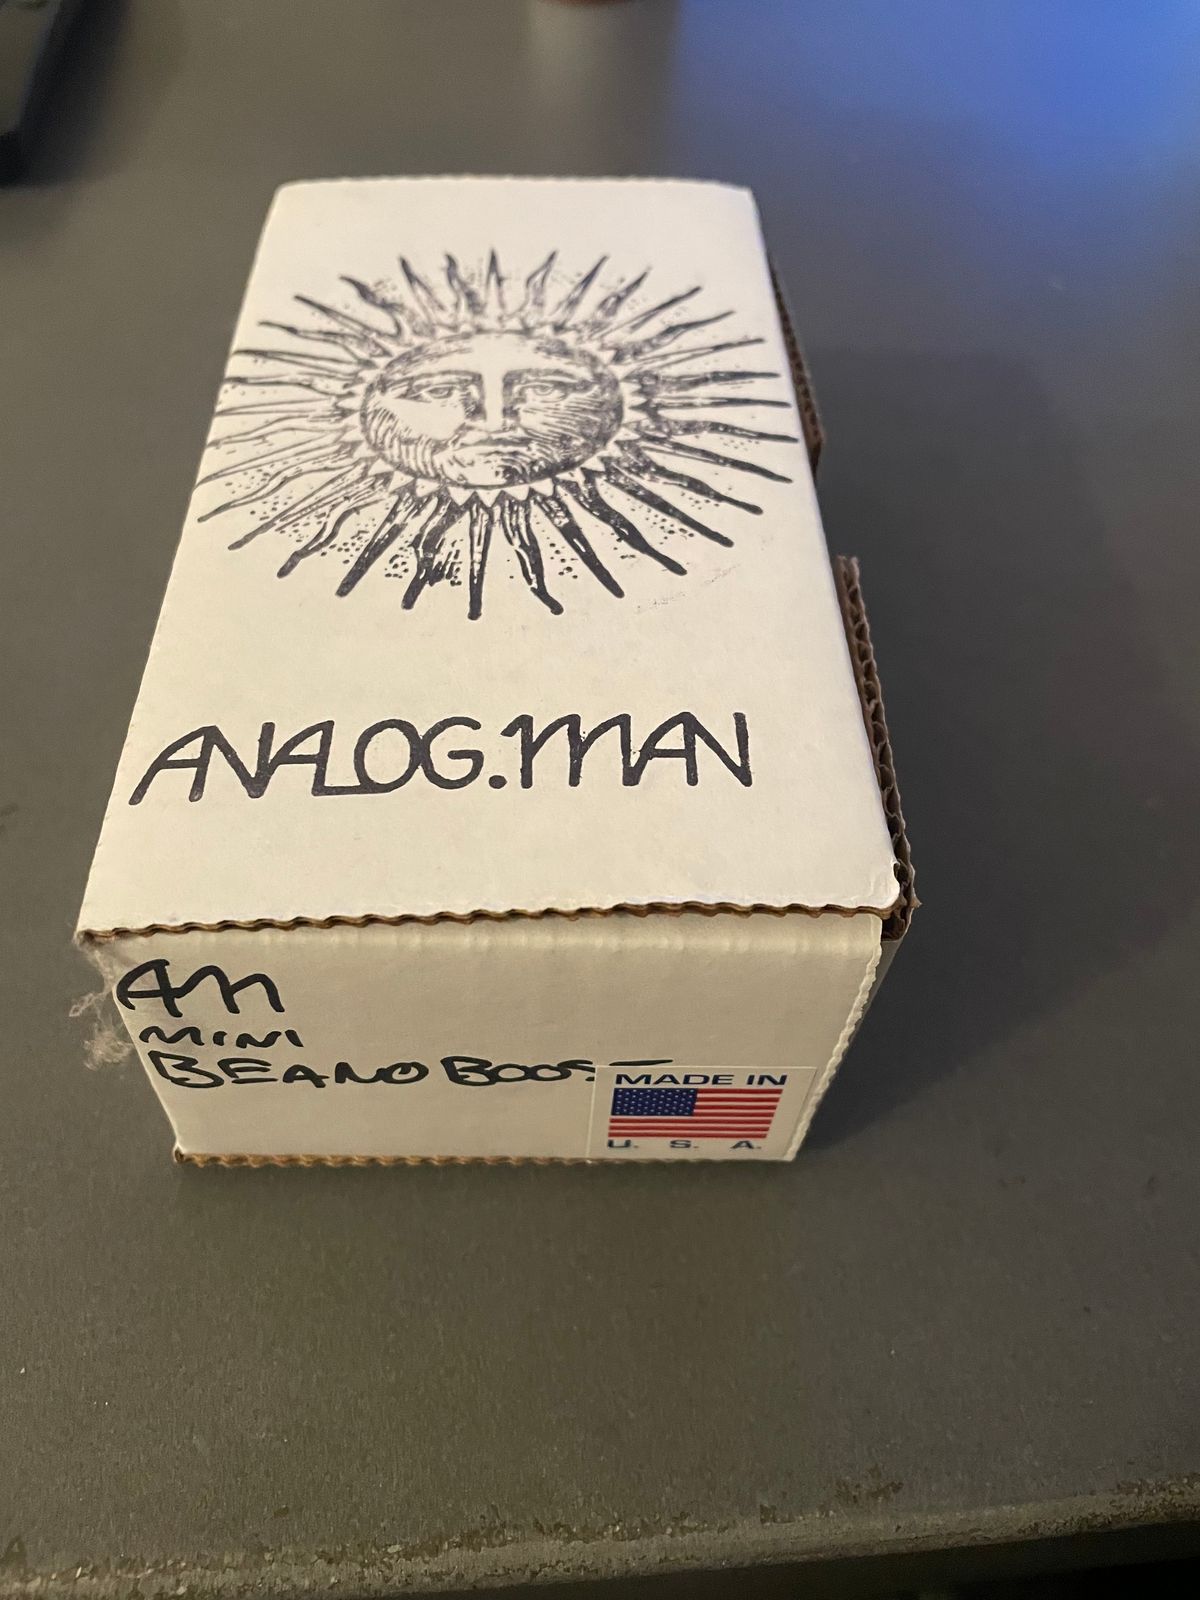 ANALOG.MAN
AM
MINI
BEANO BOOST
MADE IN
U. S. A.